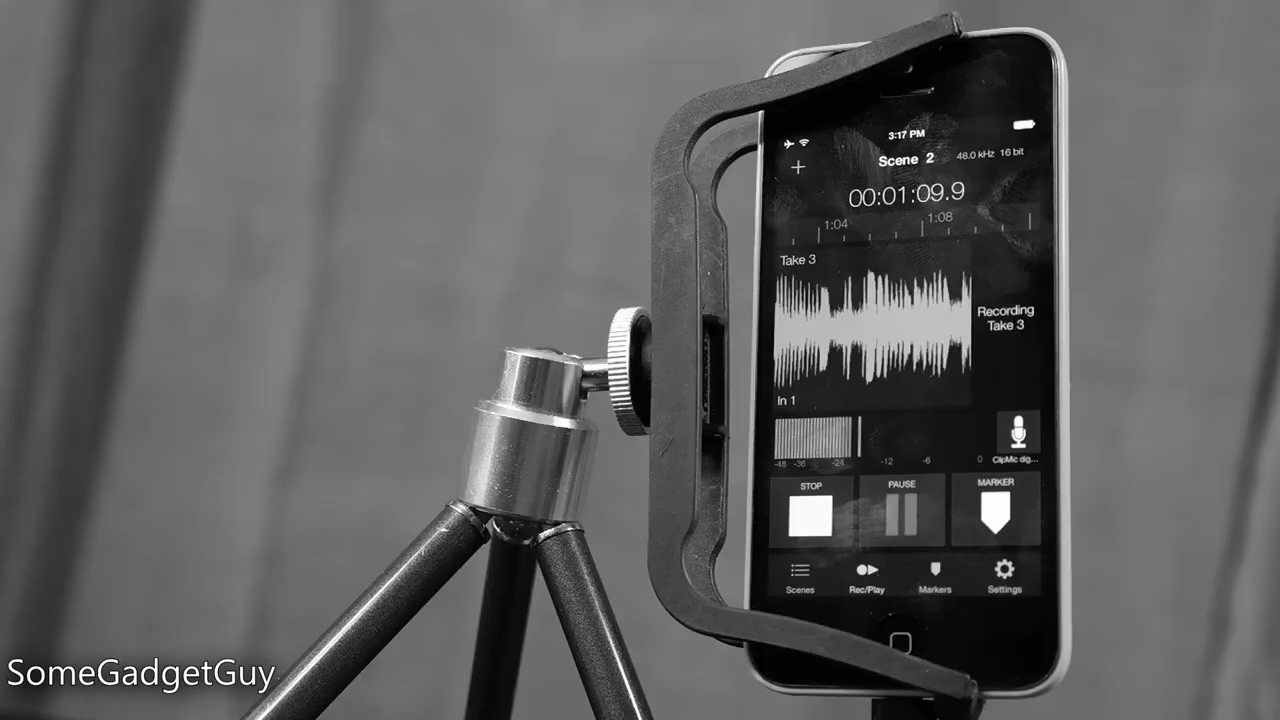 3:17 PM
Scene 2 48.0 kHz 16 bit
00:01:09.9
1:04 1:08
Take 3
Recording
Take 3
In 1
-48 -36 -24 -12 -6 0
ClipMic dig...
STOP PAUSE MARKER
Scenes Rec/Play Markers Settings
SomeGadgetGuy